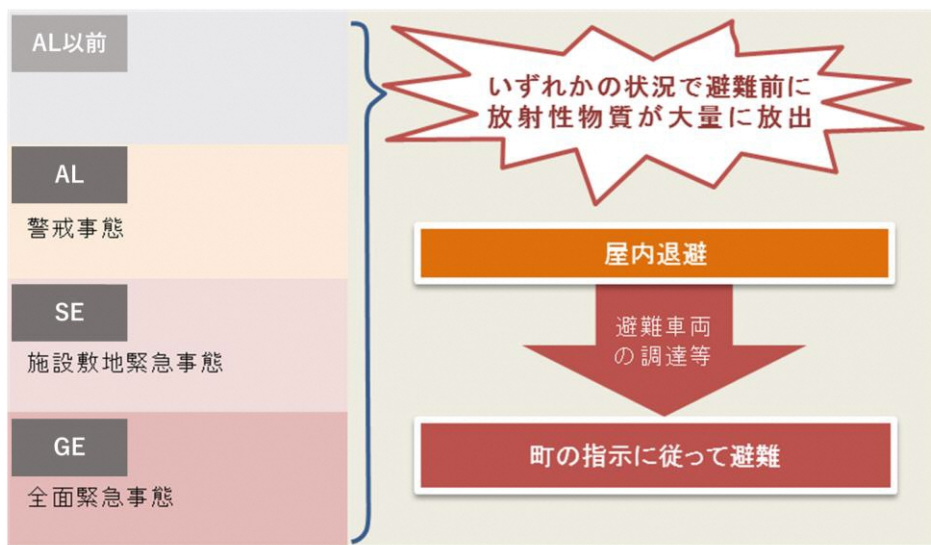 AL以前
AL
警戒事態
SE
施設敷地緊急事態
GE
全面緊急事態
いずれかの状況で避難前に
放射性物質が大量に放出
屋内退避
避難車両
の調達等
町の指示に従って避難